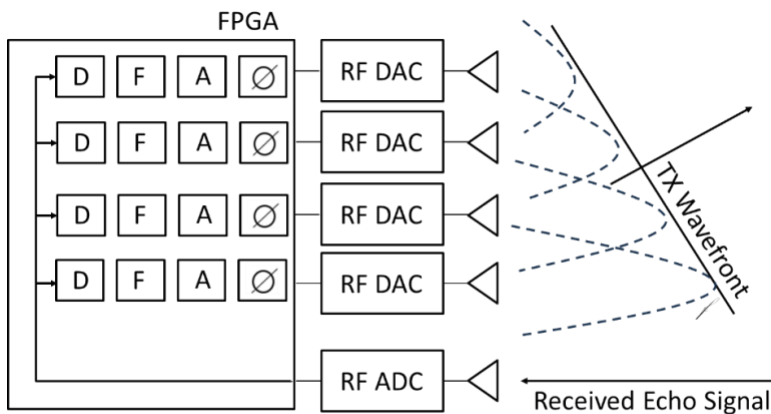 FPGA
D F A ∅ RF DAC
D F A ∅ RF DAC
D F A ∅ RF DAC
D F A ∅ RF DAC
RF ADC
TX Wavefront
Received Echo Signal